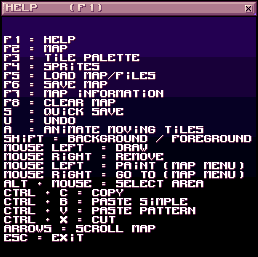 HELP (F1)
F1 = HELP
F2 = MAP
F3 = TILE PALETTE
F4 = SPRITES
F5 = LOAD MAP/FILES
F6 = SAVE MAP
F7 = MAP INFORMATION
F8 = CLEAR MAP
S = QUICK SAVE
U = UNDO
A = ANIMATE MOVING TILES
SHIFT = BACKGROUND / FOREGROUND
MOUSE LEFT = DRAW
MOUSE RIGHT = REMOVE
MOUSE LEFT = PAINT (MAP MENU)
MOUSE RIGHT = GO TO (MAP MENU)
ALT + MOUSE = SELECT AREA
CTRL + C = COPY
CTRL + B = PASTE SIMPLE
CTRL + V = PASTE PATTERN
CTRL + X = CUT
ARROWS = SCROLL MAP
ESC = EXIT